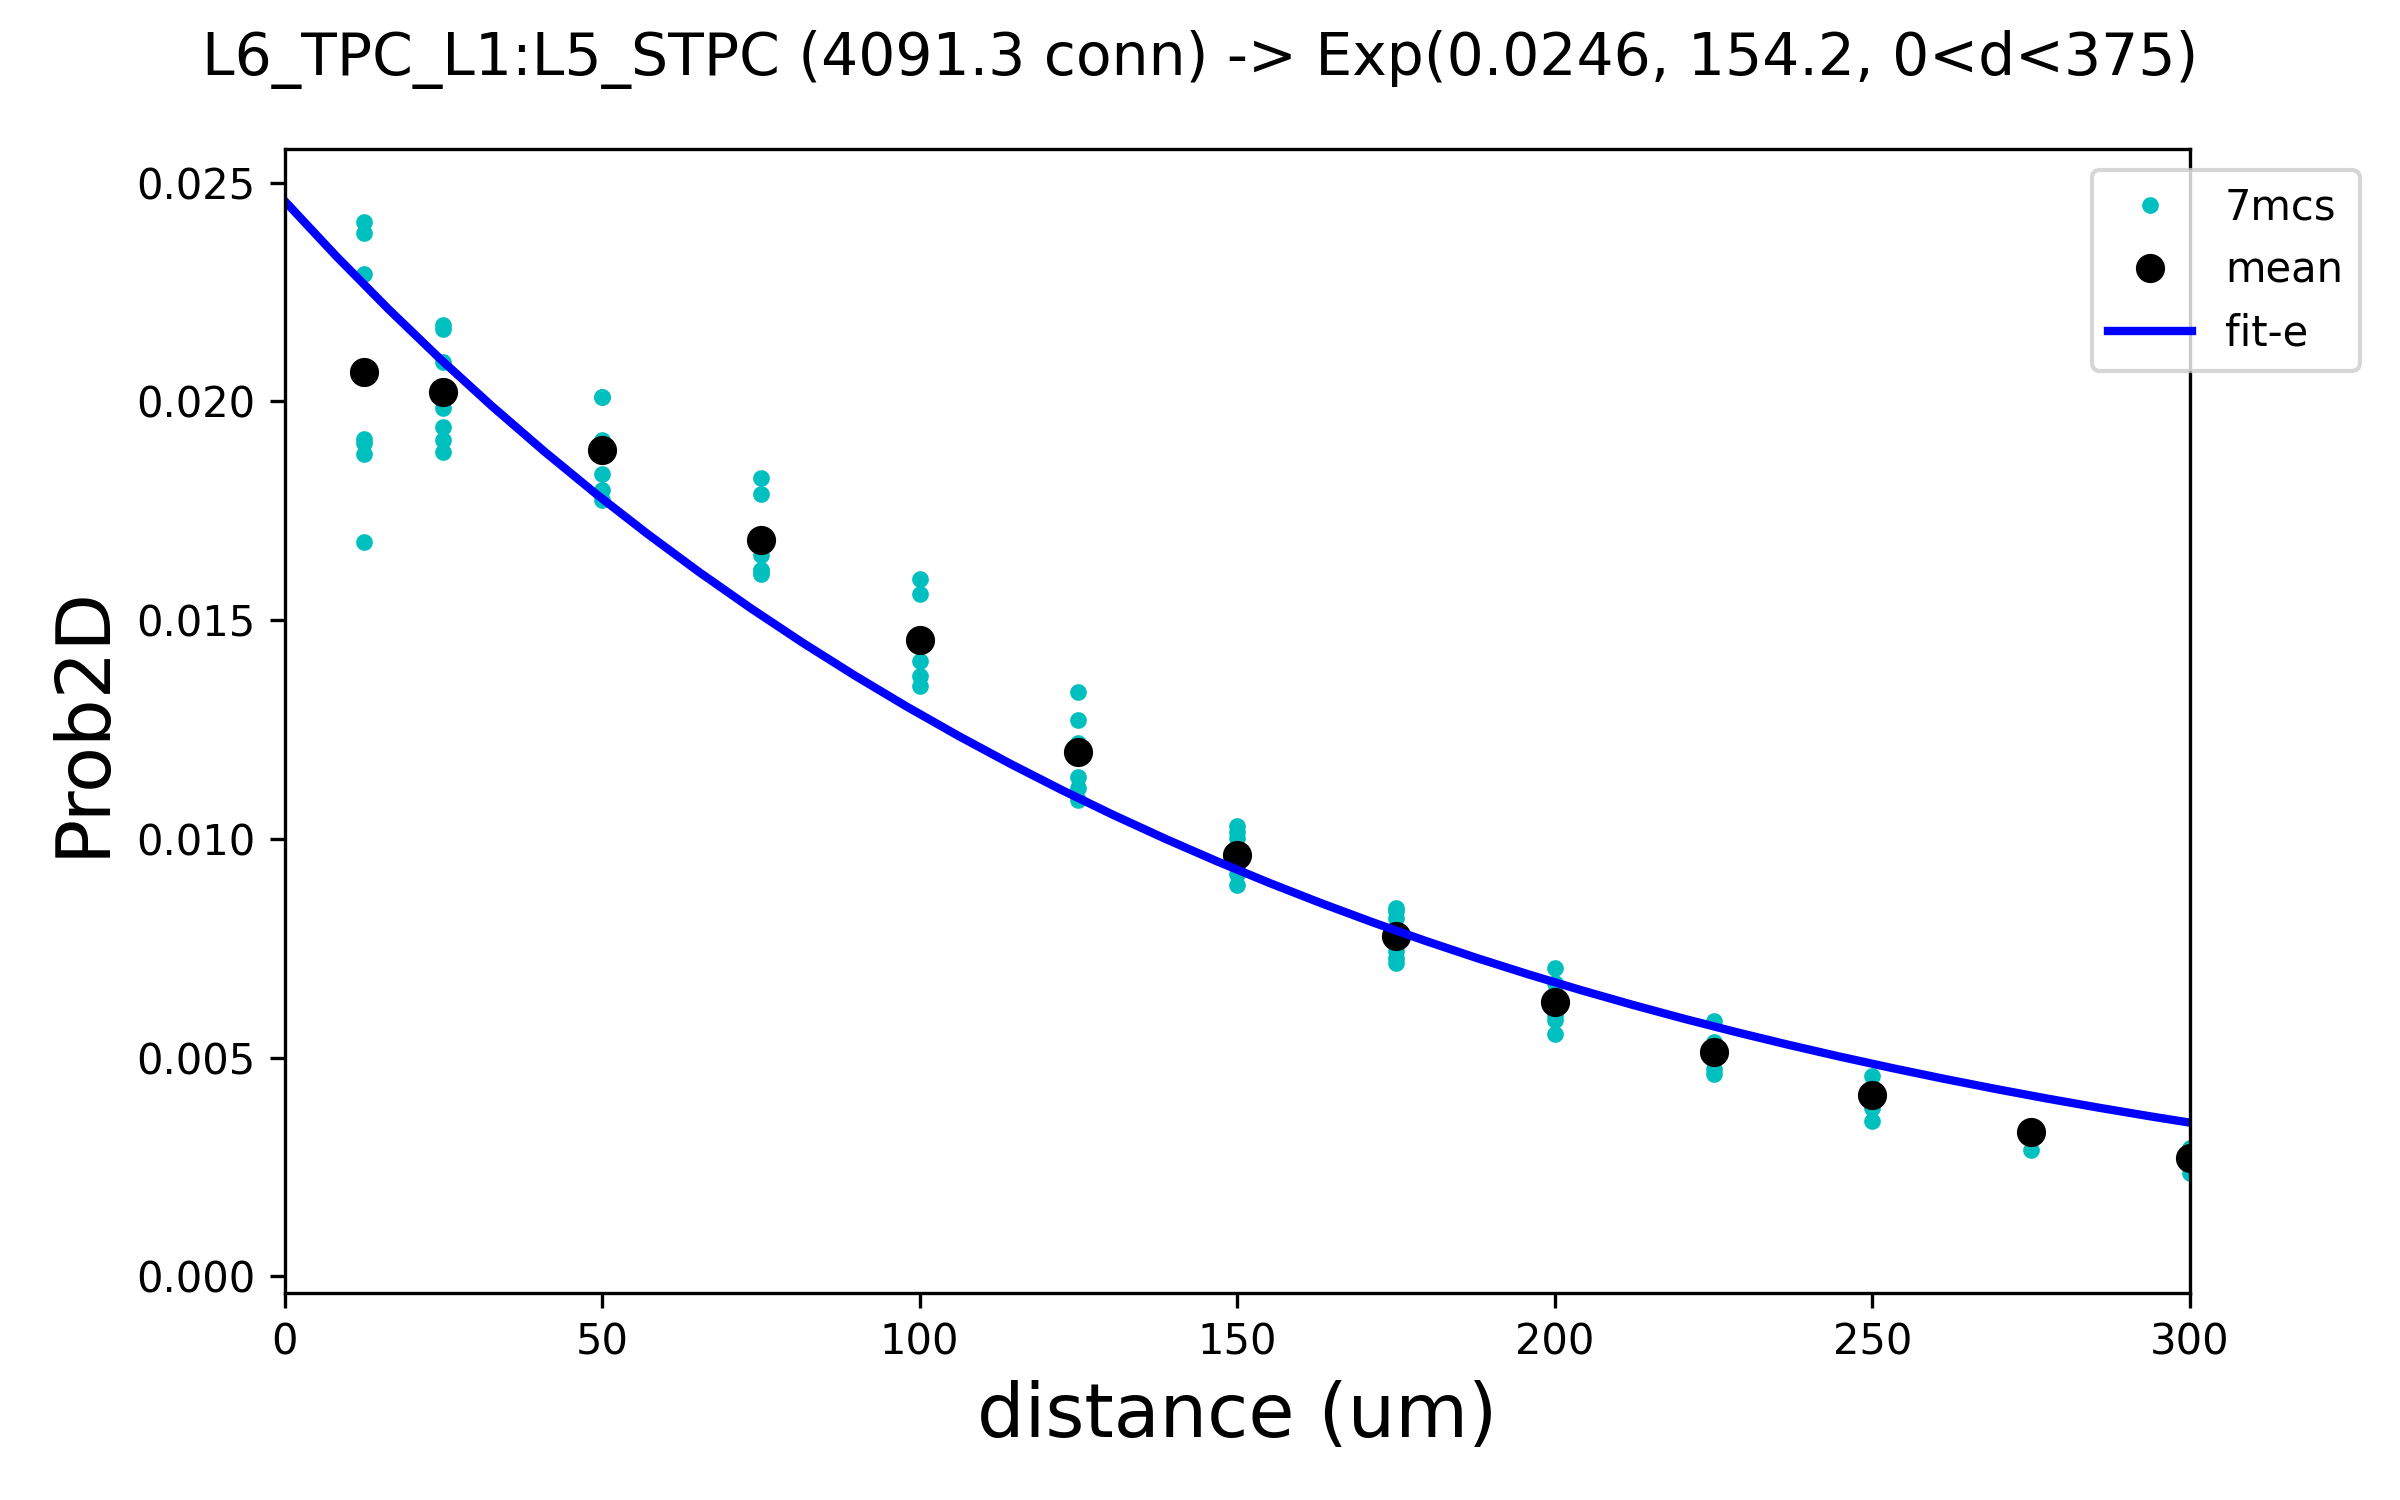 L6_TPC_L1:L5_STPC (4091.3 conn) -> Exp(0.0246, 154.2, 0<d<375)
0.025
0.020
0.015
0.010
0.005
0.000
Prob2D
7mcs
mean
fit-e
0 50 100 150 200 250 300
distance (um)